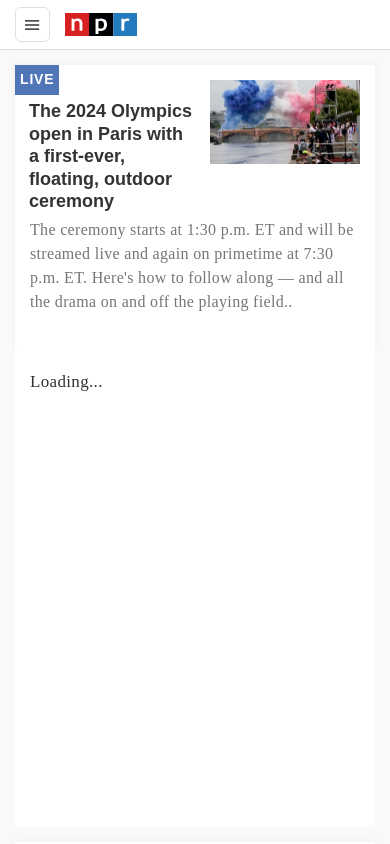 npr
LIVE
The 2024 Olympics
open in Paris with
a first-ever,
floating, outdoor
ceremony
The ceremony starts at 1:30 p.m. ET and will be
streamed live and again on primetime at 7:30
p.m. ET. Here's how to follow along — and all
the drama on and off the playing field..
Loading...